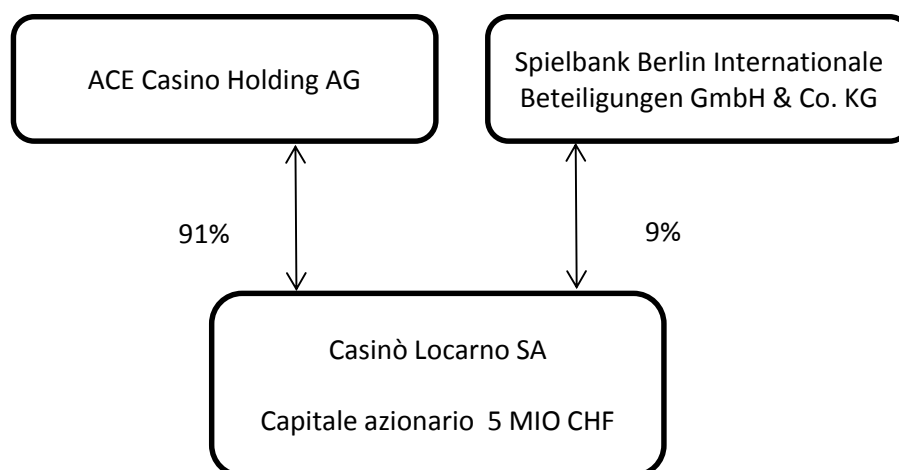 ACE Casino Holding AG
Spielbank Berlin Internationale
Beteiligungen GmbH & Co. KG
91%
9%
Casinò Locarno SA
Capitale azionario 5 MIO CHF